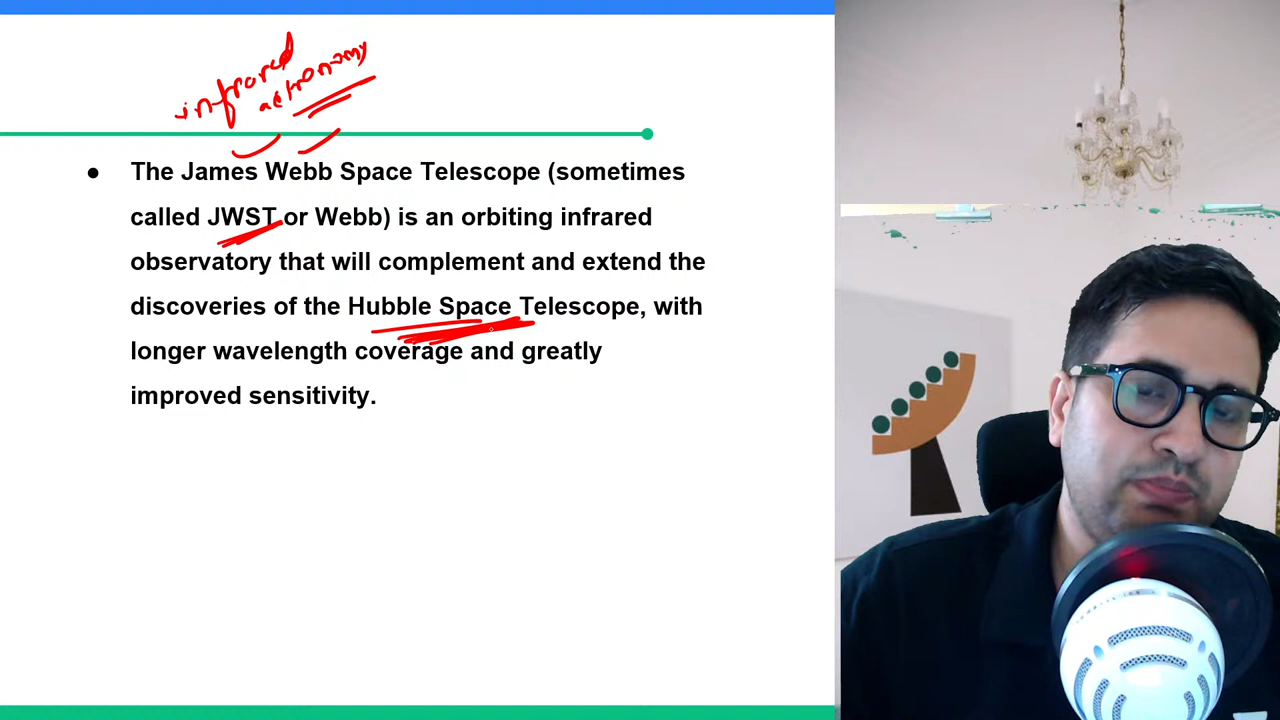 infrared
astronomy
● The James Webb Space Telescope (sometimes
called JWST or Webb) is an orbiting infrared
observatory that will complement and extend the
discoveries of the Hubble Space Telescope, with
longer wavelength coverage and greatly
improved sensitivity.